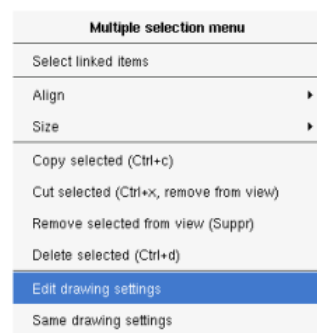 Multiple selection menu
Select linked items
Align
Size
Copy selected (Ctrl+c)
Cut selected (Ctrl+x, remove from view)
Remove selected from view (Suppr)
Delete selected (Ctrl+d)
Edit drawing settings
Same drawing settings